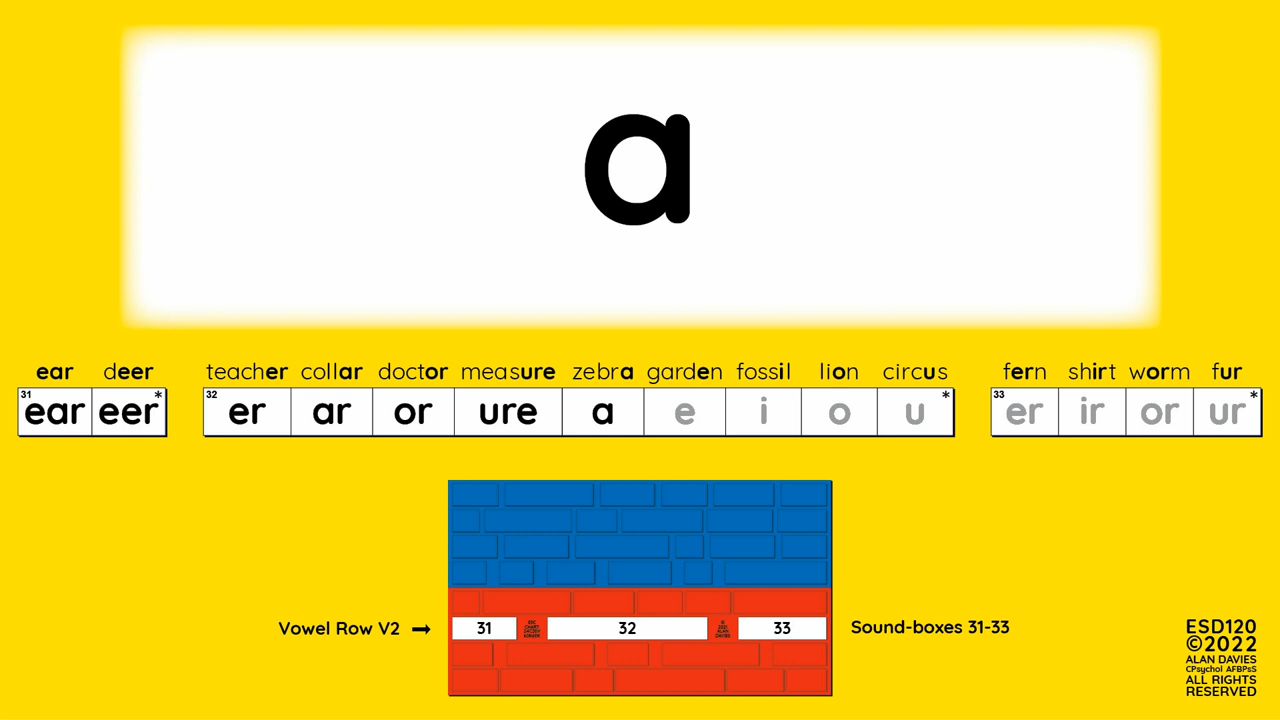 a
ear deer teacher collar doctor measure zebra garden fossil lion circus fern shirt worm fur
31 ear eer* 32 er ar or ure a e i o u* 33 er ir or ur*
Vowel Row V2 → 31 32 33 Sound-boxes 31-33
ESD120
©2022
ALAN DAVIES
CPsychol AFBPsS
ALL RIGHTS
RESERVED